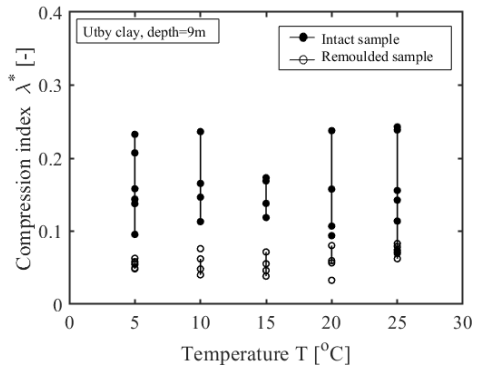 0.4
Utby clay, depth=9m
Intact sample
Remoulded sample
0.3
0.2
0.1
0
Compression index λ* [-]
0 5 10 15 20 25 30
Temperature T [°C]